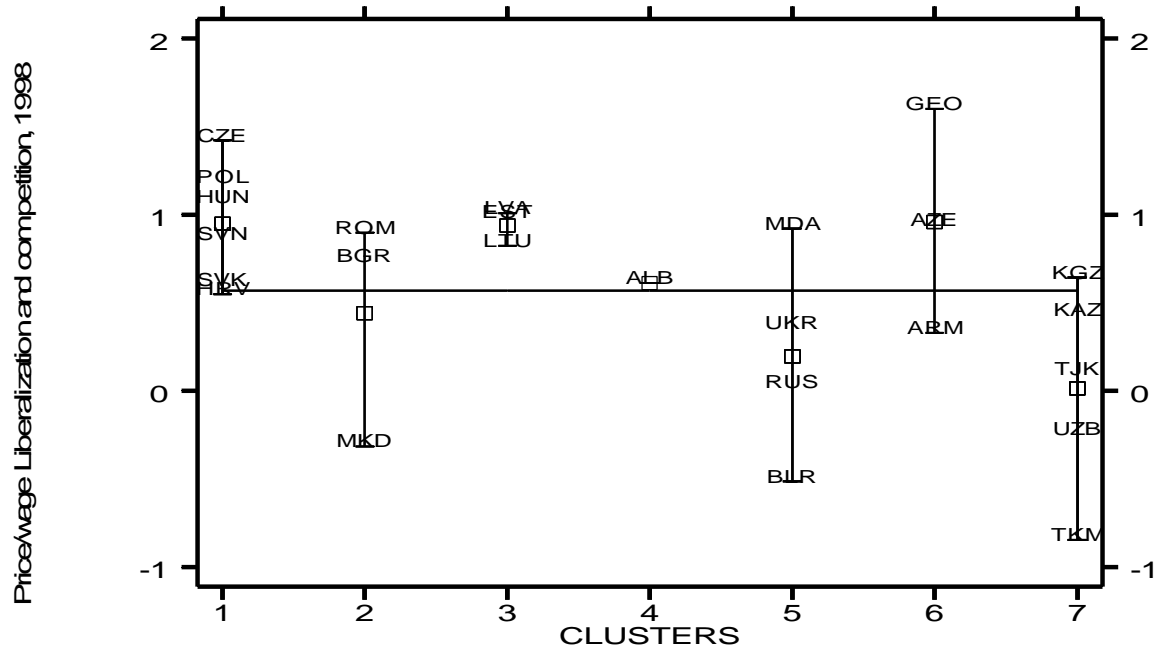 Price/wage Liberalization and competition, 1998
2 2
GEO
CZE
POL
HUN
LVA
EST
1 1
AZE
MDA
ROM
SVN
LTU
BGR
KGZ
ALB
SVK
HRV
KAZ
UKR
ARM
TJK
RUS
0 0
UZB
MKD
BLR
TKM
-1 -1
1 2 3 4 5 6 7
CLUSTERS